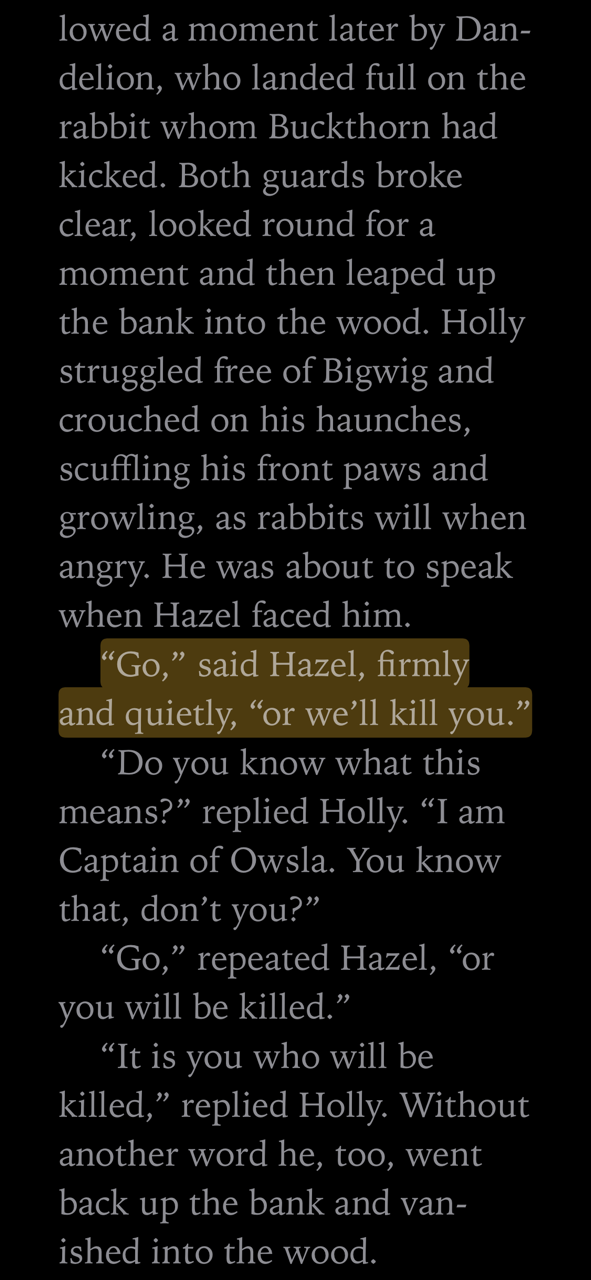 lowed a moment later by Dan-
delion, who landed full on the
rabbit whom Buckthorn had
kicked. Both guards broke
clear, looked round for a
moment and then leaped up
the bank into the wood. Holly
struggled free of Bigwig and
crouched on his haunches,
scuffling his front paws and
growling, as rabbits will when
angry. He was about to speak
when Hazel faced him.
“Go,” said Hazel, firmly
and quietly, “or we’ll kill you.”
“Do you know what this
means?” replied Holly. “I am
Captain of Owsla. You know
that, don’t you?”
“Go,” repeated Hazel, “or
you will be killed.”
“It is you who will be
killed,” replied Holly. Without
another word he, too, went
back up the bank and van-
ished into the wood.